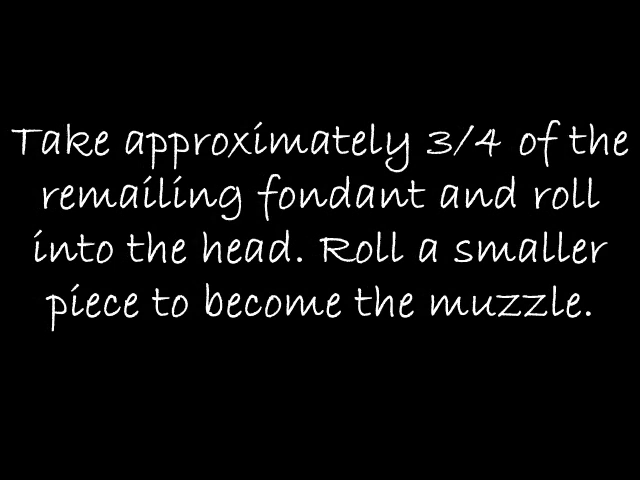 Take approximately 3/4 of the
remailing fondant and roll
into the head. Roll a smaller
piece to become the muzzle.